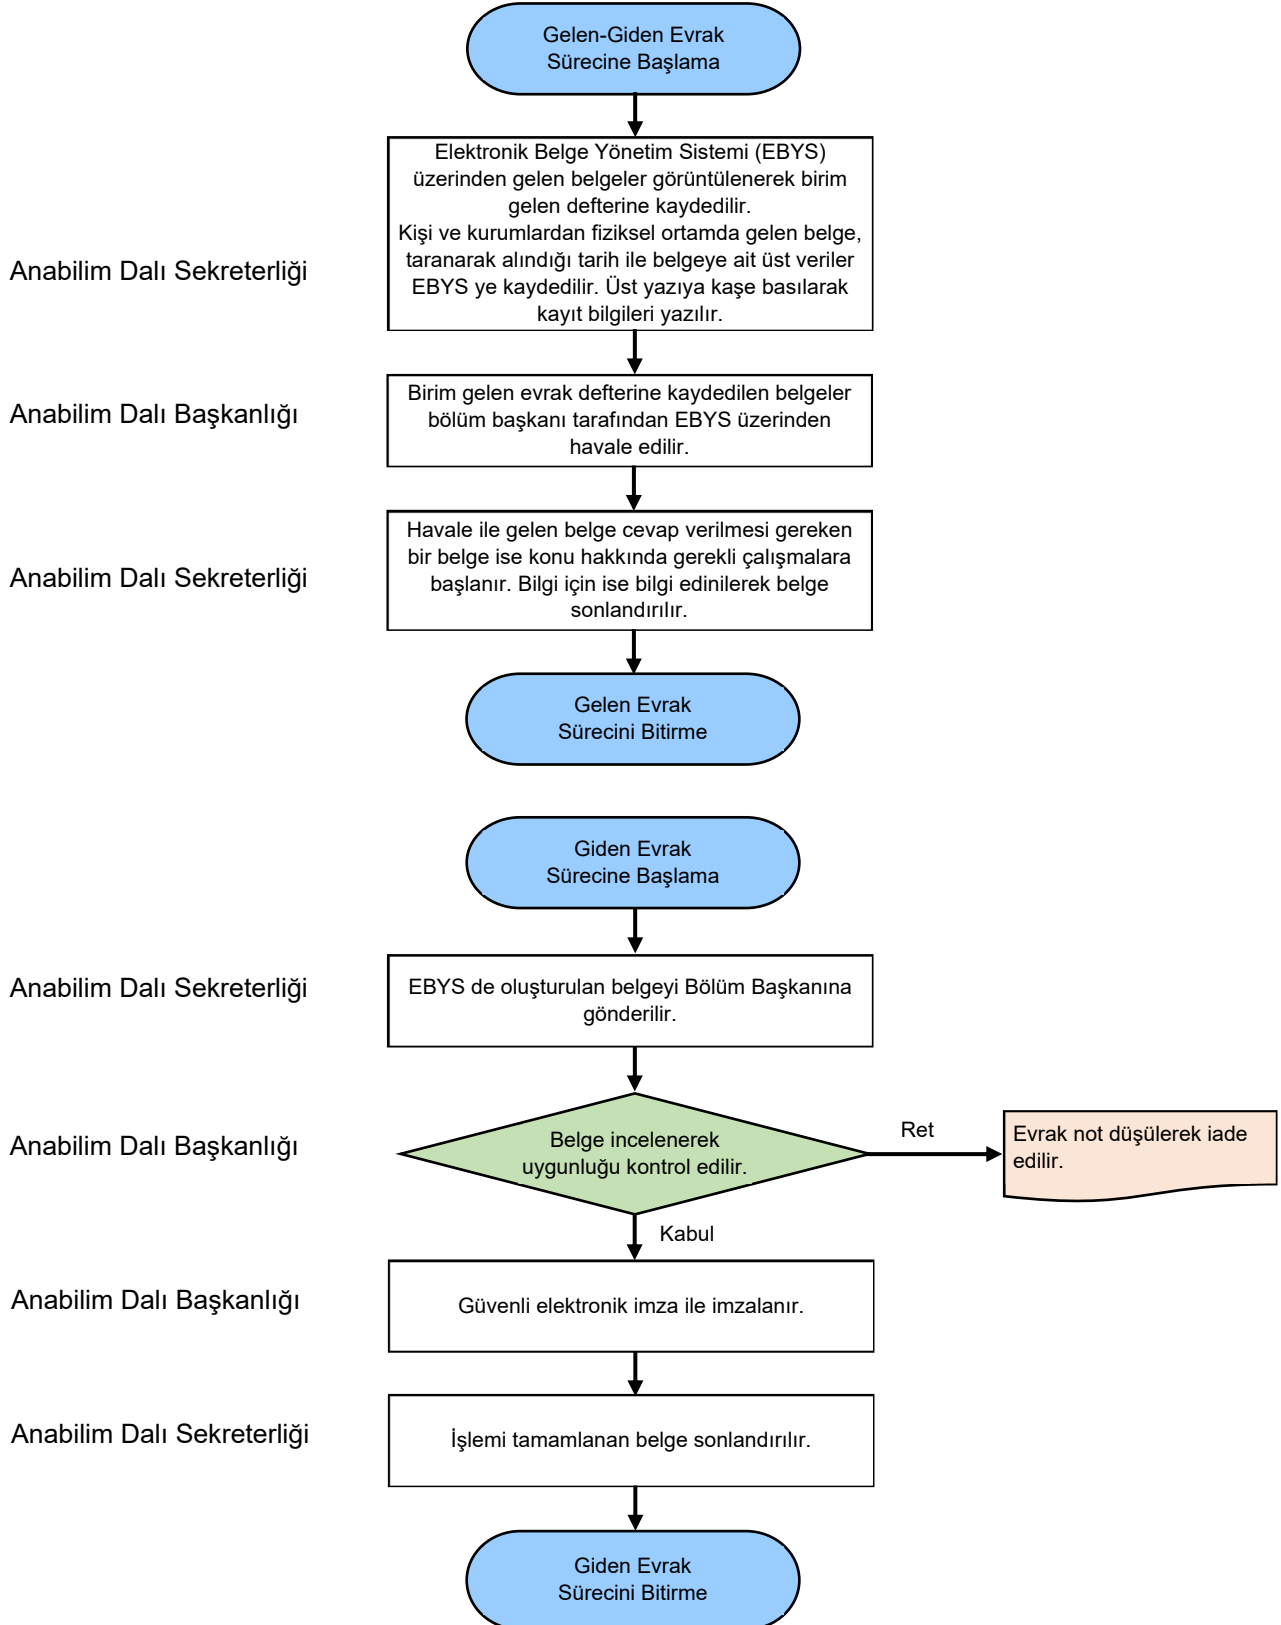 Gelen-Giden Evrak
Sürecine Başlama
Elektronik Belge Yönetim Sistemi (EBYS)
üzerinden gelen belgeler görüntülenerek birim
gelen defterine kaydedilir.
Kişi ve kurumlardan fiziksel ortamda gelen belge,
taranarak alındığı tarih ile belgeye ait üst veriler
EBYS ye kaydedilir. Üst yazıya kaşe basılarak
kayıt bilgileri yazılır.
Anabilim Dalı Sekreterliği
Anabilim Dalı Başkanlığı
Birim gelen evrak defterine kaydedilen belgeler
bölüm başkanı tarafından EBYS üzerinden
havale edilir.
Anabilim Dalı Sekreterliği
Havale ile gelen belge cevap verilmesi gereken
bir belge ise konu hakkında gerekli çalışmalara
başlanır. Bilgi için ise bilgi edinilerek belge
sonlandırılır.
Gelen Evrak
Sürecini Bitirme
Giden Evrak
Sürecine Başlama
Anabilim Dalı Sekreterliği
EBYS de oluşturulan belgeyi Bölüm Başkanına
gönderilir.
Anabilim Dalı Başkanlığı
Belge incelenerek
uygunluğu kontrol edilir.
Ret
Evrak not düşülerek iade
edilir.
Kabul
Anabilim Dalı Başkanlığı
Güvenli elektronik imza ile imzalanır.
Anabilim Dalı Sekreterliği
İşlemi tamamlanan belge sonlandırılır.
Giden Evrak
Sürecini Bitirme